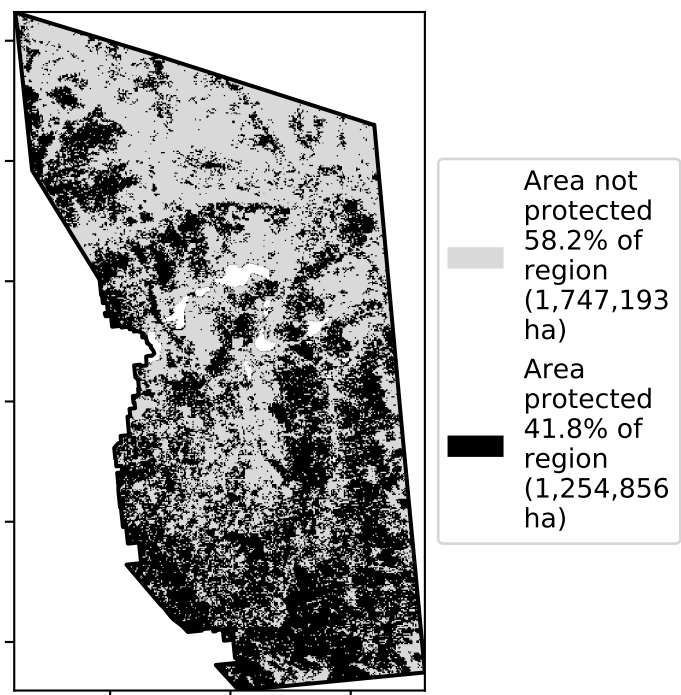 Area not
protected
58.2% of
region
(1,747,193
ha)
Area
protected
41.8% of
region
(1,254,856
ha)